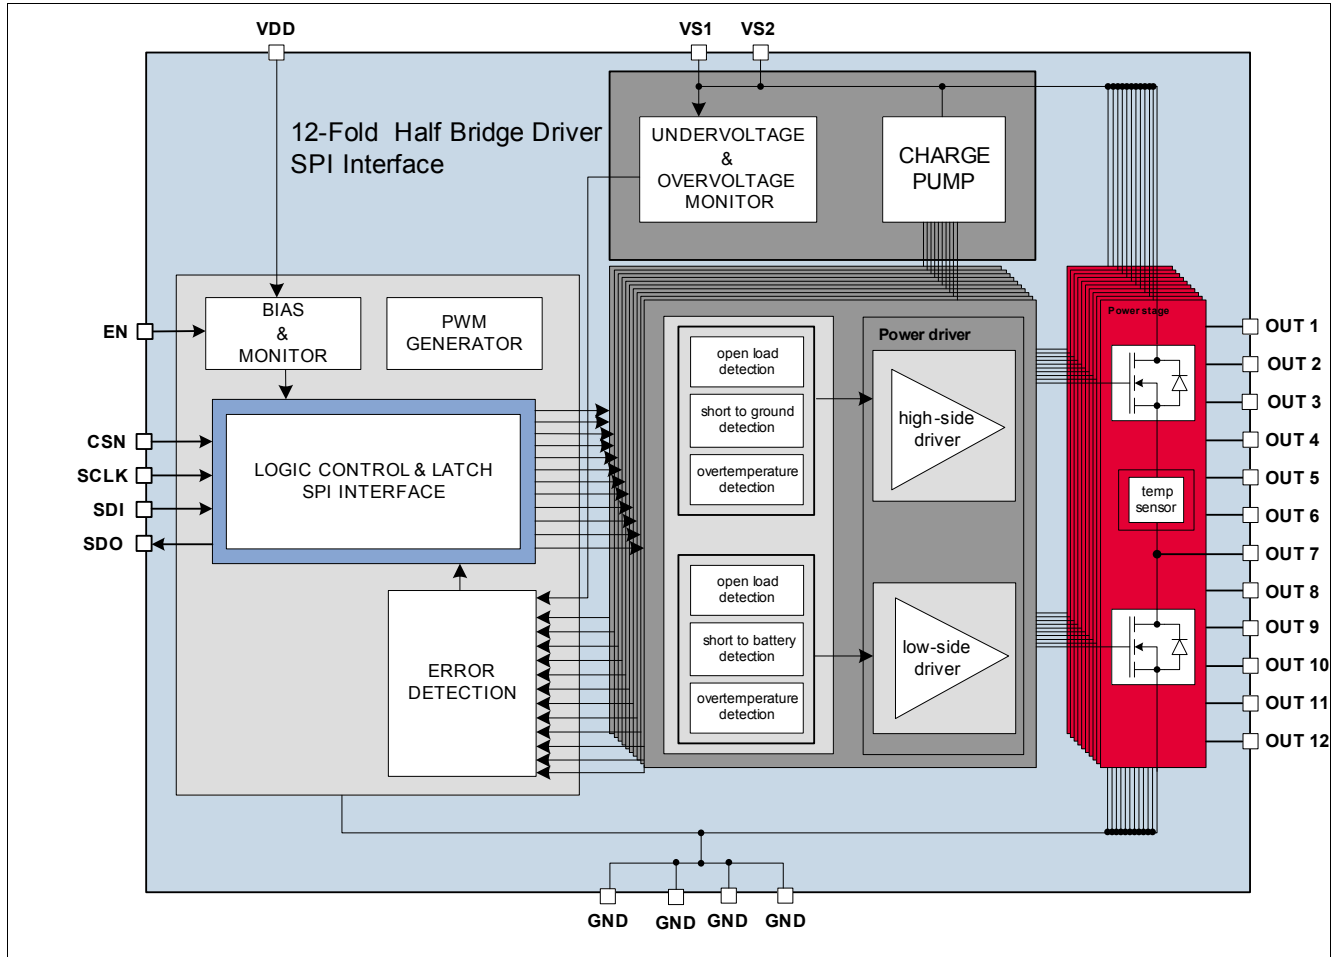 VDD
VS1
VS2
12-Fold Half Bridge Driver
SPI Interface
UNDERVOLTAGE
&
OVERVOLTAGE
MONITOR
CHARGE
PUMP
EN
BIAS
&
MONITOR
PWM
GENERATOR
CSN
SCLK
SDI
SDO
LOGIC CONTROL & LATCH
SPI INTERFACE
ERROR
DETECTION
open load
detection
short to ground
detection
overtemperature
detection
open load
detection
short to battery
detection
overtemperature
detection
Power driver
high-side
driver
low-side
driver
Power stage
temp
sensor
OUT 1
OUT 2
OUT 3
OUT 4
OUT 5
OUT 6
OUT 7
OUT 8
OUT 9
OUT 10
OUT 11
OUT 12
GND
GND
GND
GND